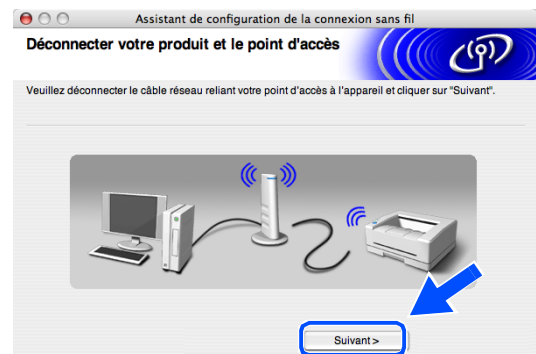 Assistant de configuration de la connexion sans fil
Déconnecter votre produit et le point d'accès
Veuillez déconnecter le câble réseau reliant votre point d'accès à l'appareil et cliquer sur "Suivant".
Suivant >